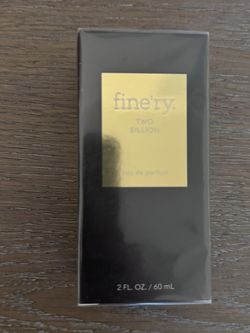 fine'ry.
TWO
BILLION
eau de parfum
2 FL. OZ. / 60 mL